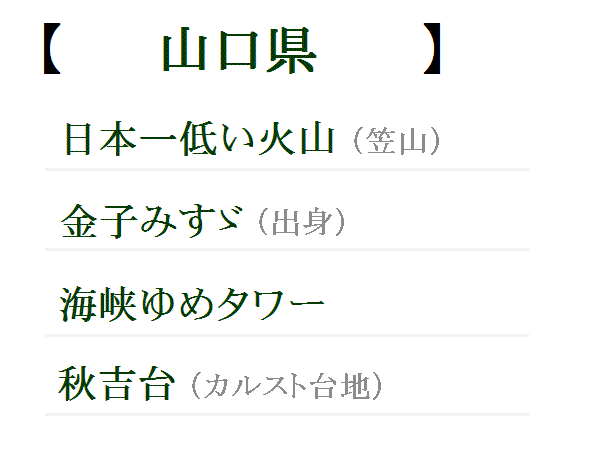 【 山口県 】
日本一低い火山（笠山）
金子みすゞ（出身）
海峡ゆめタワー
秋吉台（カルスト台地）